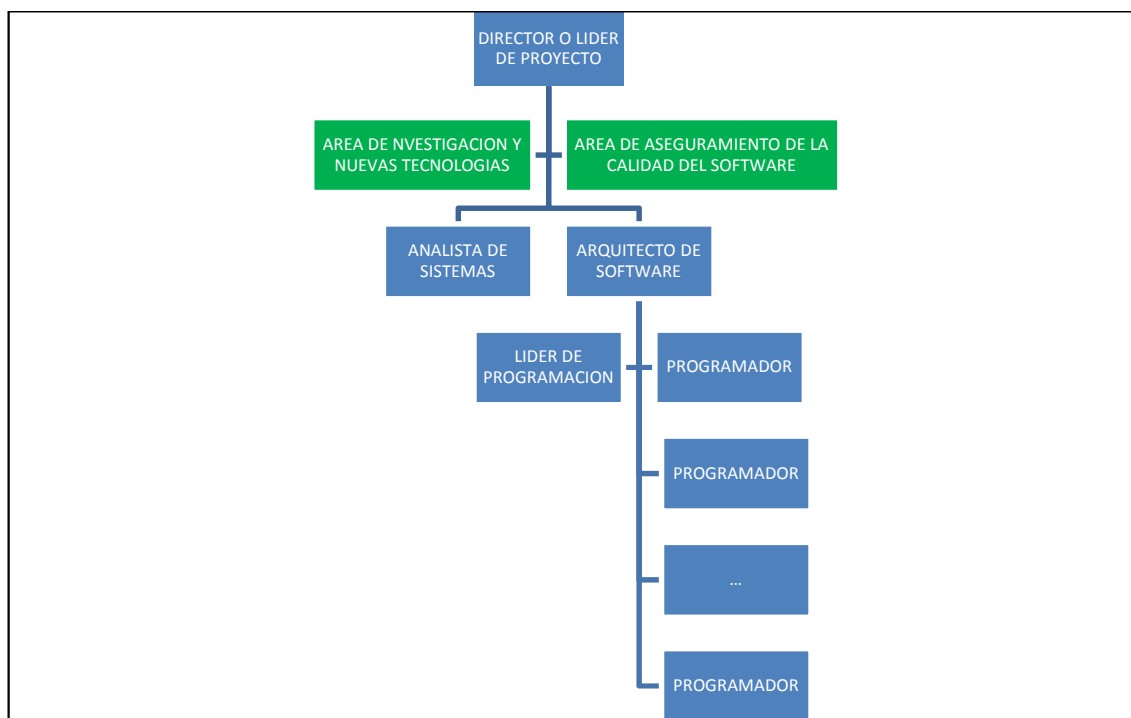 DIRECTOR O LIDER
DE PROYECTO
AREA DE NVESTIGACION Y
NUEVAS TECNOLOGIAS
AREA DE ASEGURAMIENTO DE LA
CALIDAD DEL SOFTWARE
ANALISTA DE
SISTEMAS
ARQUITECTO DE
SOFTWARE
LIDER DE
PROGRAMACION
PROGRAMADOR
PROGRAMADOR
...
PROGRAMADOR